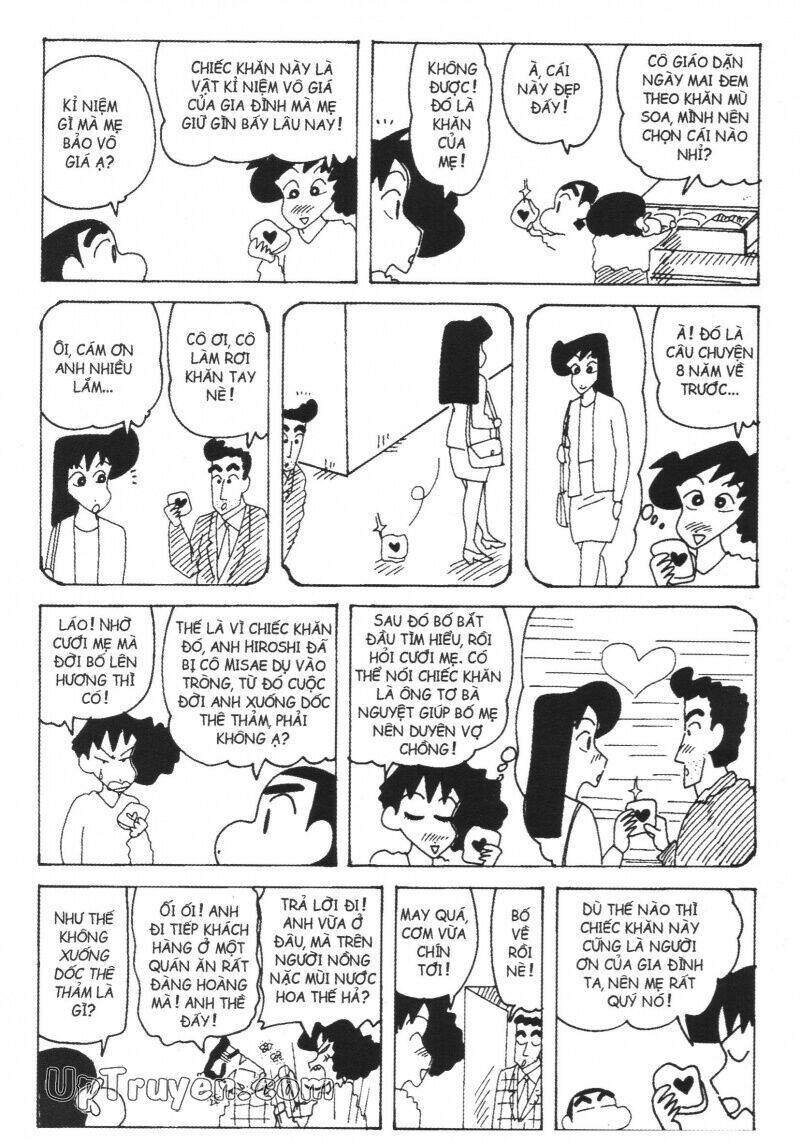 CÔ GIÁO DẶN
NGÀY MAI ĐEM
THEO KHĂN MÙ
SOA, MÌNH NÊN
CHỌN CÁI NÀO
NHỈ?
À, CÁI
NÀY ĐẸP
ĐẤY!
KHÔNG
ĐƯỢC!
ĐÓ LÀ
KHĂN
CỦA
MẸ!
CHIẾC KHĂN NÀY LÀ
VẬT KỈ NIỆM VÔ GIÁ
CỦA GIA ĐÌNH MÀ MẸ
GIỮ GÌN BẤY LÂU NAY!
KỈ NIỆM
GÌ MÀ MẸ
BẢO VÔ
GIÁ Ạ?
À! ĐÓ LÀ
CÂU CHUYỆN
8 NĂM VỀ
TRƯỚC...
CÔ ƠI, CÔ
LÀM RƠI
KHĂN TAY
NÈ!
ÔI, CÁM ƠN
ANH NHIỀU
LẮM...
SAU ĐÓ BỐ BẮT
ĐẦU TÌM HIỂU, RỒI
HỎI CƯỚI MẸ. CÓ
THỂ NÓI CHIẾC KHĂN
LÀ ÔNG TƠ BÀ
NGUYỆT GIÚP BỐ MẸ
NÊN DUYÊN VỢ
CHỒNG!
THẾ LÀ VÌ CHIẾC KHĂN
ĐÓ, ANH HIROSHI ĐÃ
BỊ CÔ MISAE DỤ VÀO
TRÒNG, TỪ ĐÓ CUỘC
ĐỜI ANH XUỐNG DỐC
THÊ THẢM, PHẢI
KHÔNG Ạ?
LÁO! NHỜ
CƯỚI MẸ MÀ
ĐỜI BỐ LÊN
HƯƠNG THÌ
CÓ!
DÙ THẾ NÀO THÌ
CHIẾC KHĂN NÀY
CŨNG LÀ NGƯỜI
ƠN CỦA GIA ĐÌNH
TA, NÊN MẸ RẤT
QUÝ NÓ!
BỐ
VỀ
RỒI
NÈ!
MAY QUÁ,
CƠM VỪA
CHÍN
TỚI!
TRẢ LỜI ĐI!
ANH VỪA Ở
ĐÂU, MÀ TRÊN
NGƯỜI NỒNG
NẶC MÙI NƯỚC
HOA THẾ HẢ?
ỐI ỐI! ANH
ĐI TIẾP KHÁCH
HÀNG Ở MỘT
QUÁN ĂN RẤT
ĐÀNG HOÀNG
MÀ! ANH THỀ
ĐẤY!
NHƯ THẾ
KHÔNG
XUỐNG
DỐC THÊ
THẢM LÀ
GÌ?
UpTruyen.com